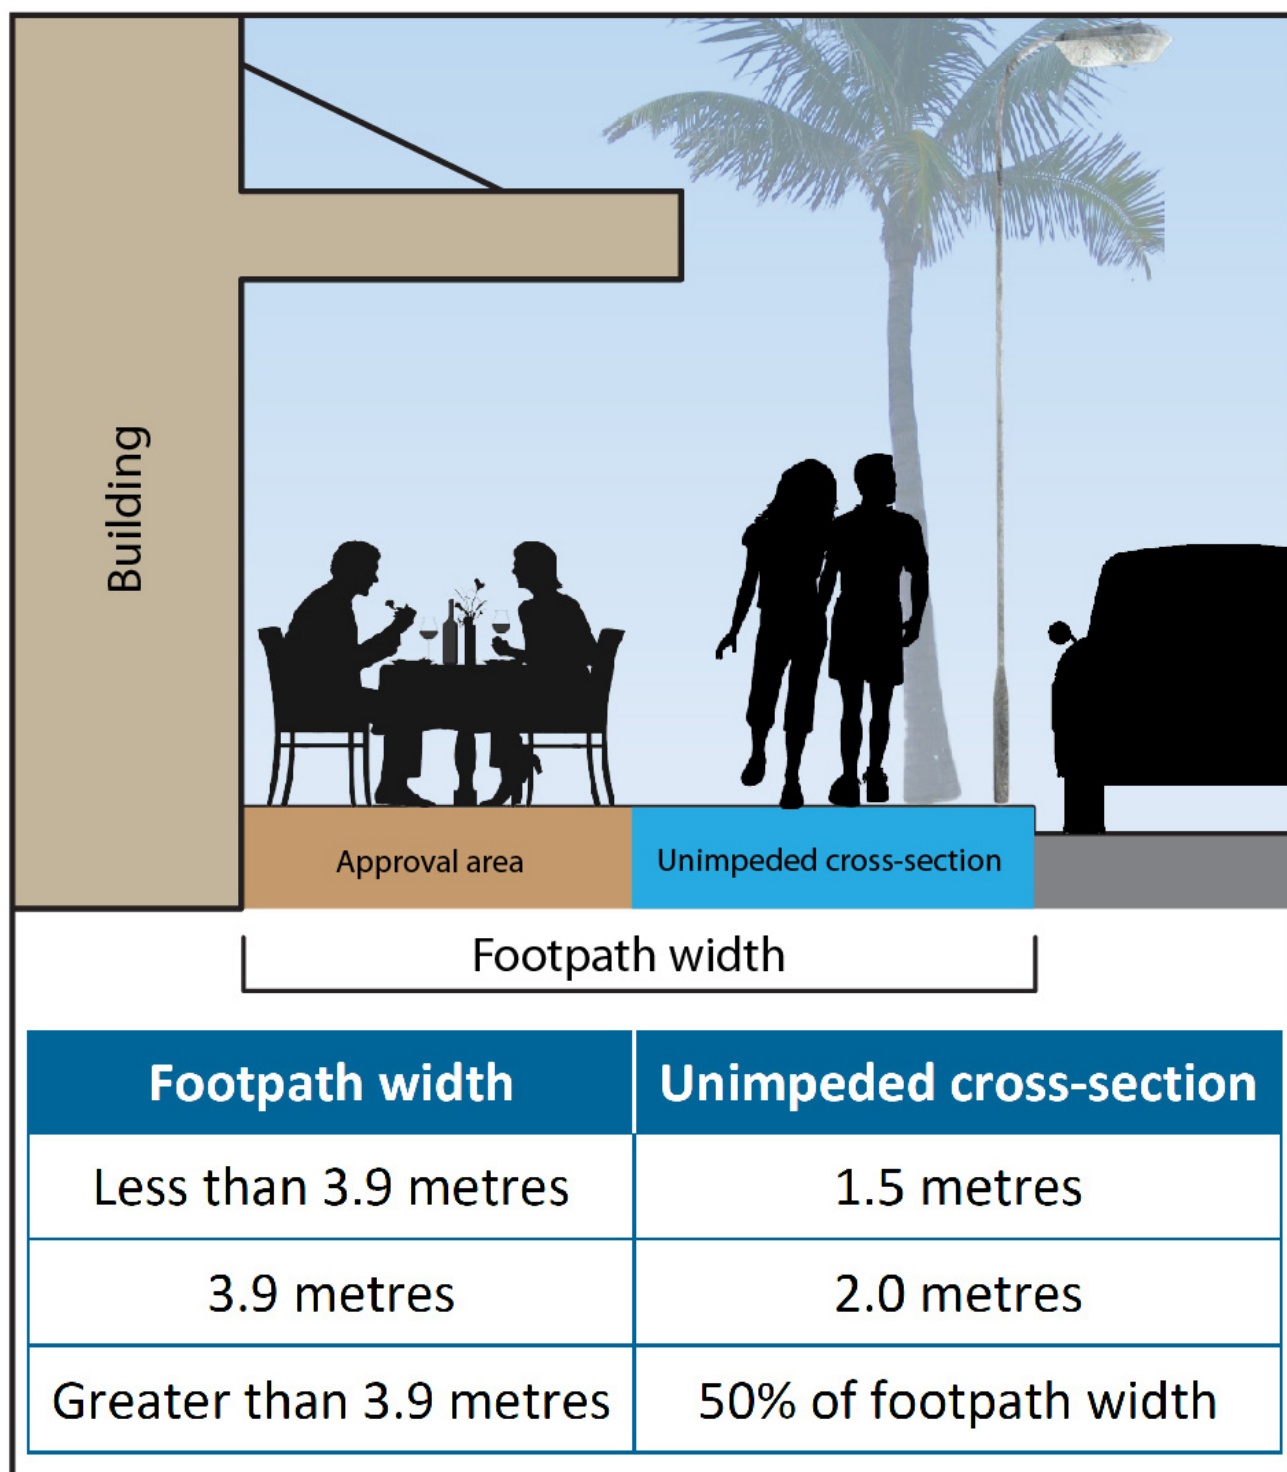 Building
Approval area
Unimpeded cross-section
Footpath width
Footpath width
Unimpeded cross-section
Less than 3.9 metres
1.5 metres
3.9 metres
2.0 metres
Greater than 3.9 metres
50% of footpath width